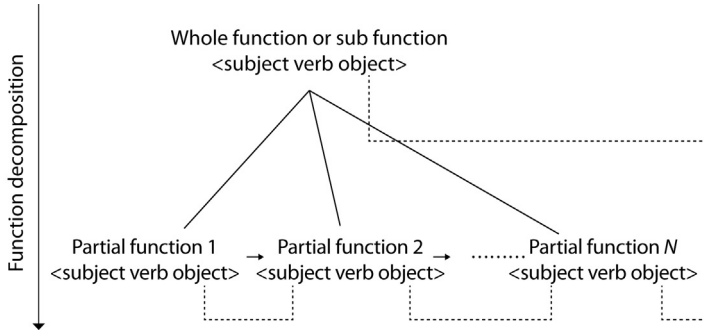 Function decomposition
Whole function or sub function
<subject verb object>
Partial function 1
<subject verb object>
Partial function 2
<subject verb object>
Partial function N
<subject verb object>